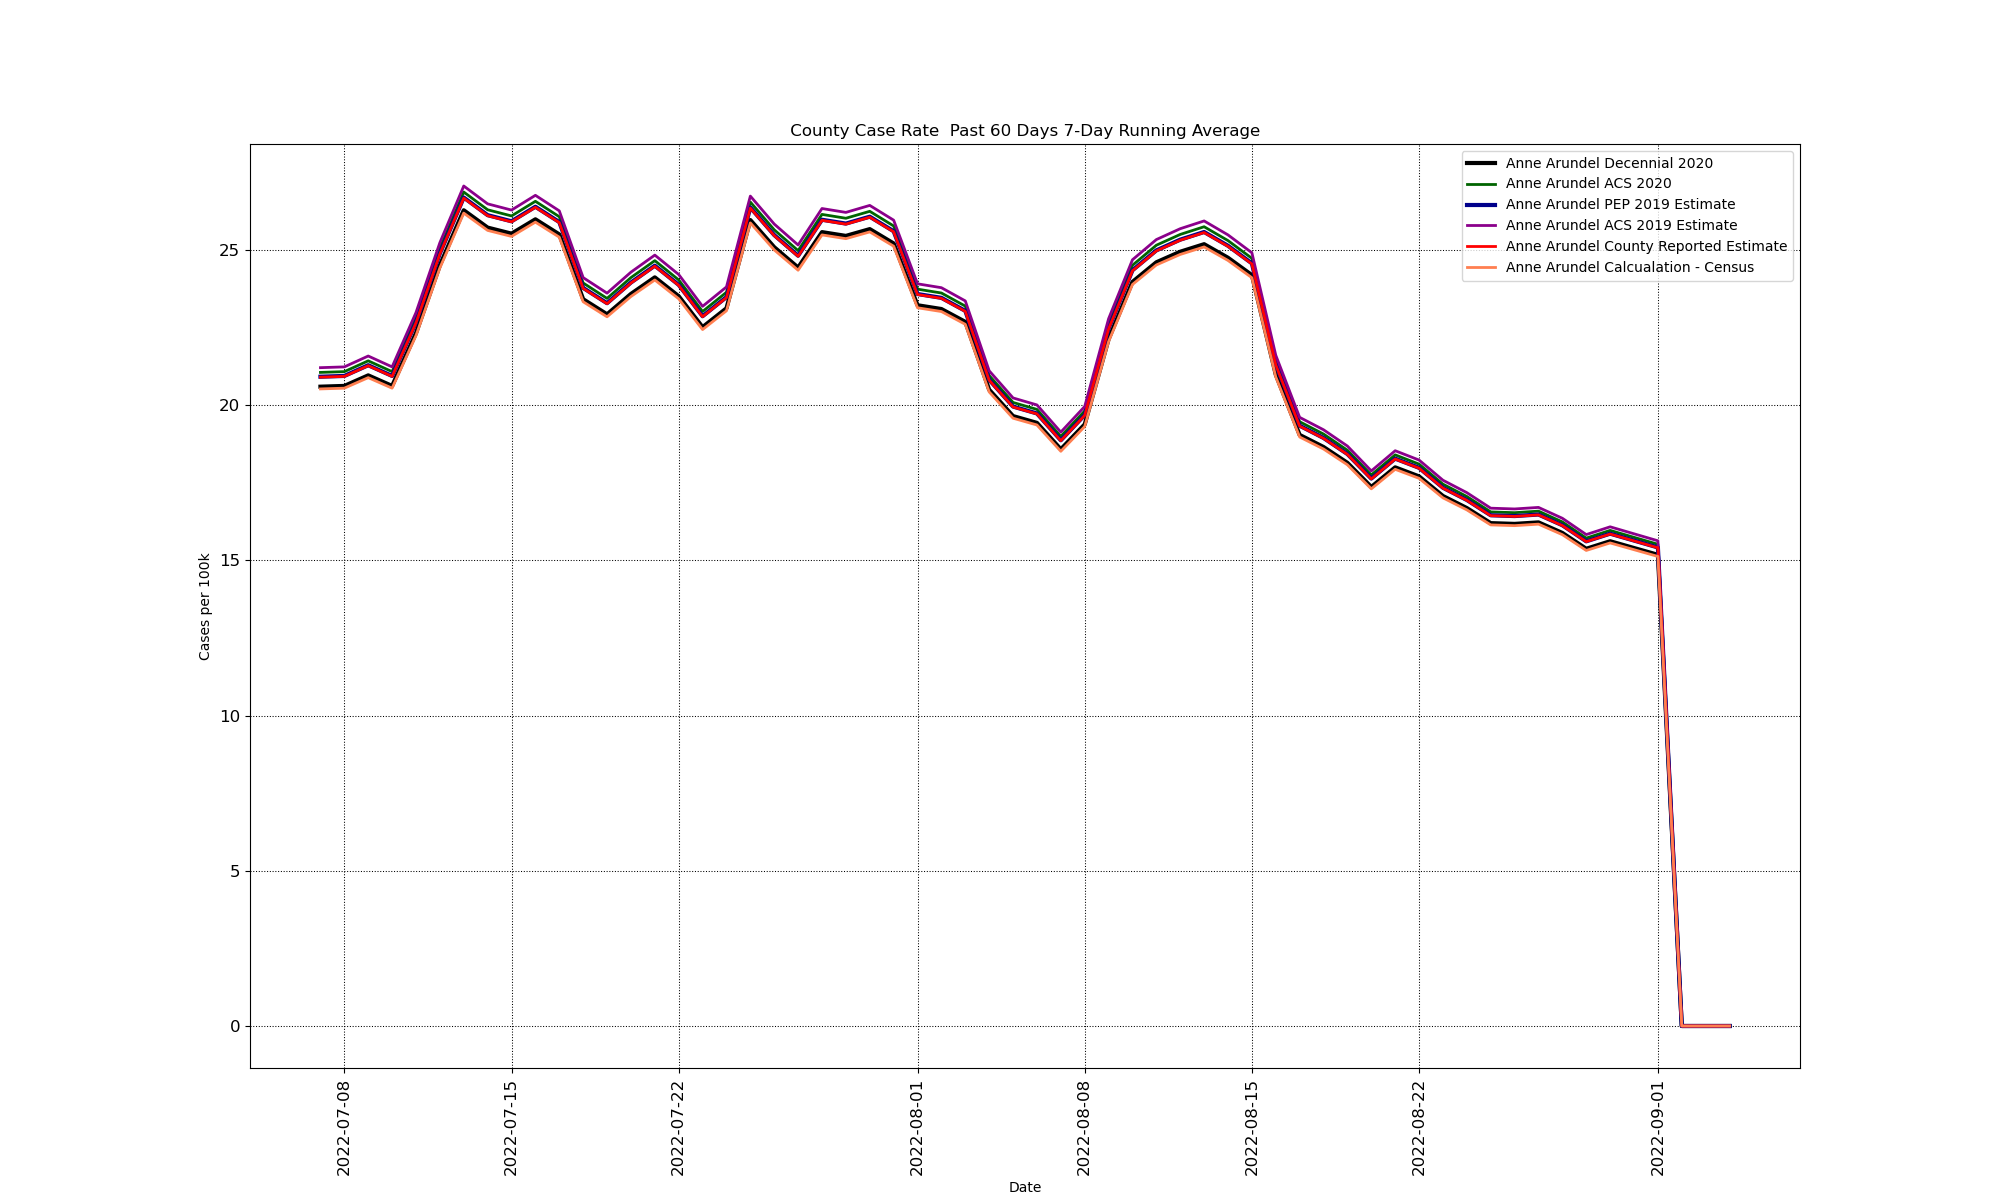 County Case Rate  Past 60 Days 7-Day Running Average
Anne Arundel Decennial 2020
Anne Arundel ACS 2020
Anne Arundel PEP 2019 Estimate
Anne Arundel ACS 2019 Estimate
Anne Arundel County Reported Estimate
Anne Arundel Calcualation - Census
25
20
15
10
5
0
Cases per 100k
2022-07-08
2022-07-15
2022-07-22
2022-08-01
2022-08-08
2022-08-15
2022-08-22
2022-09-01
Date